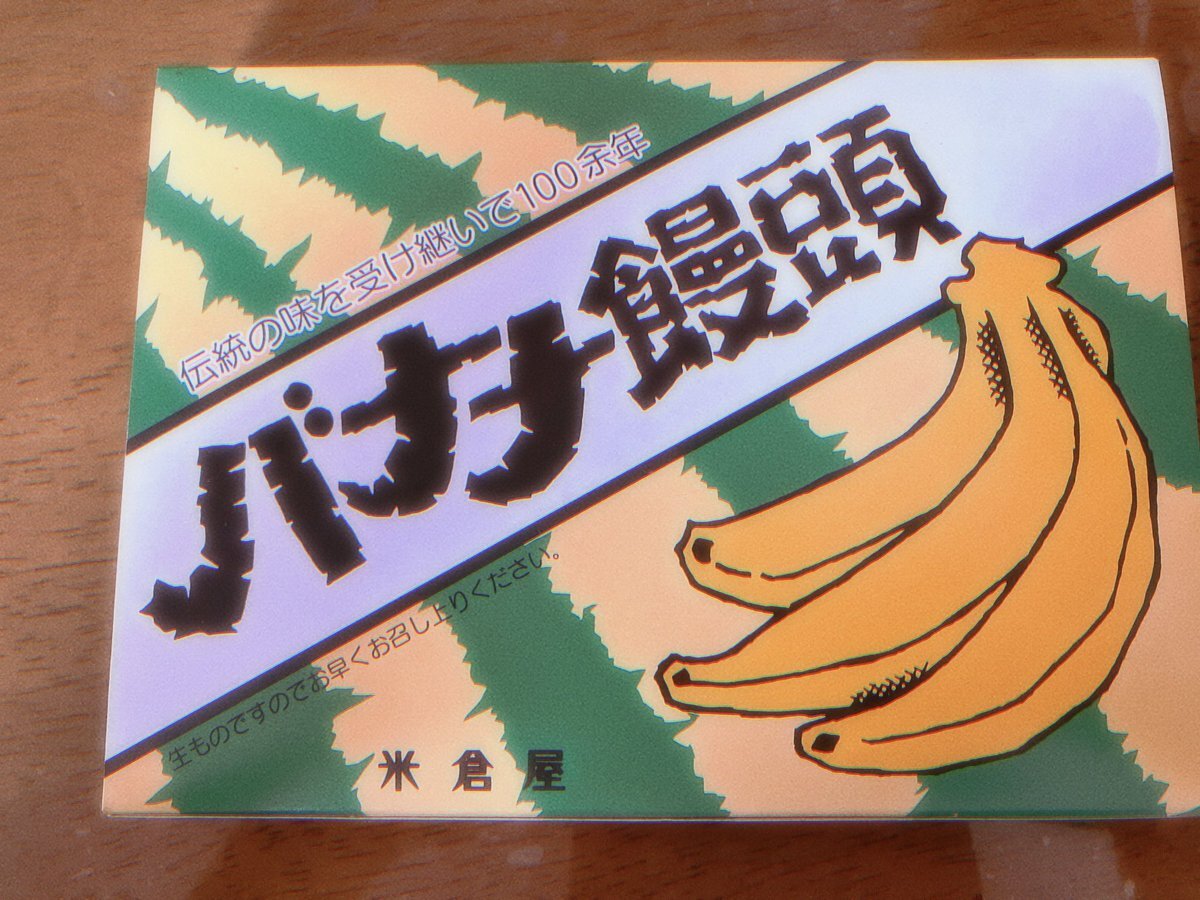 伝統の味を受け継いで100余年
バナナ饅頭
生ものですのでお早くお召し上りください。
米倉屋